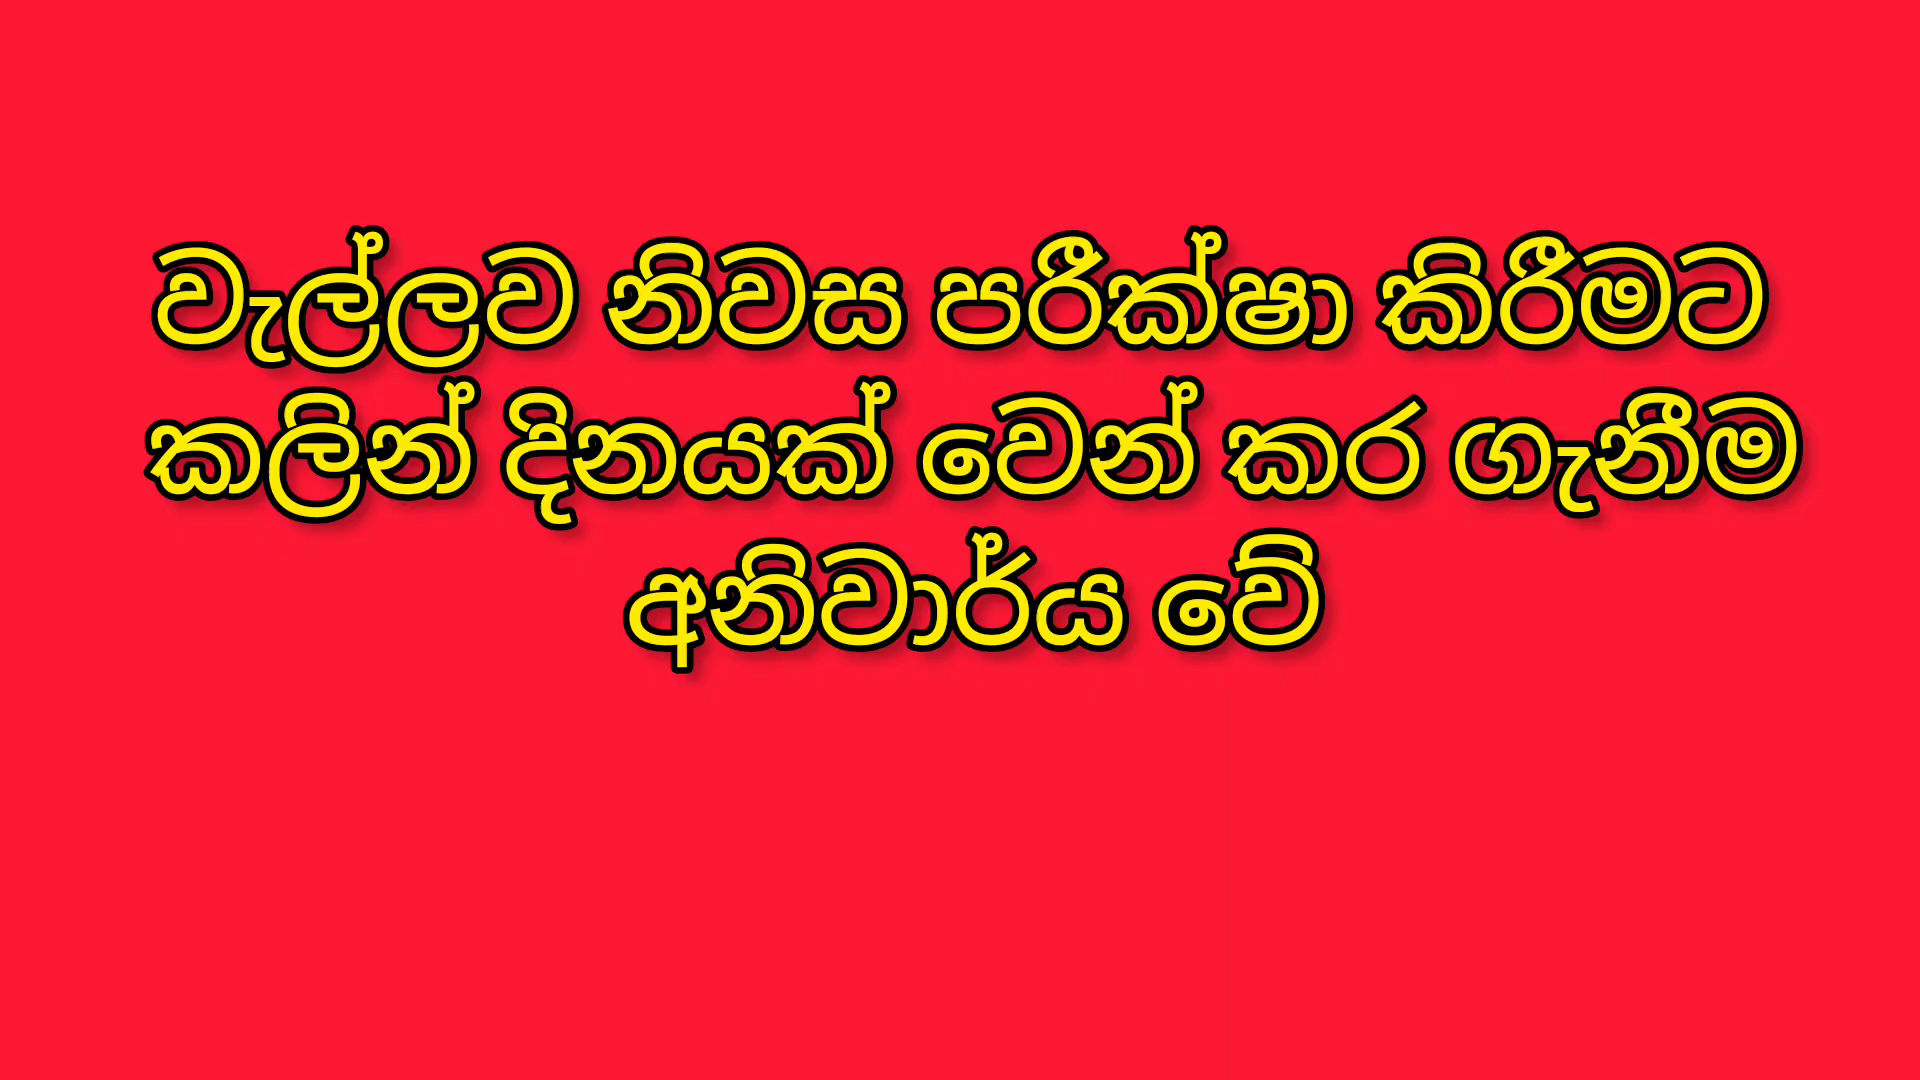 වැල්ලව නිවස පරීක්ෂා කිරීමට
කලින් දිනයක් වෙන් කර ගැනීම
අනිවාර්ය වේ